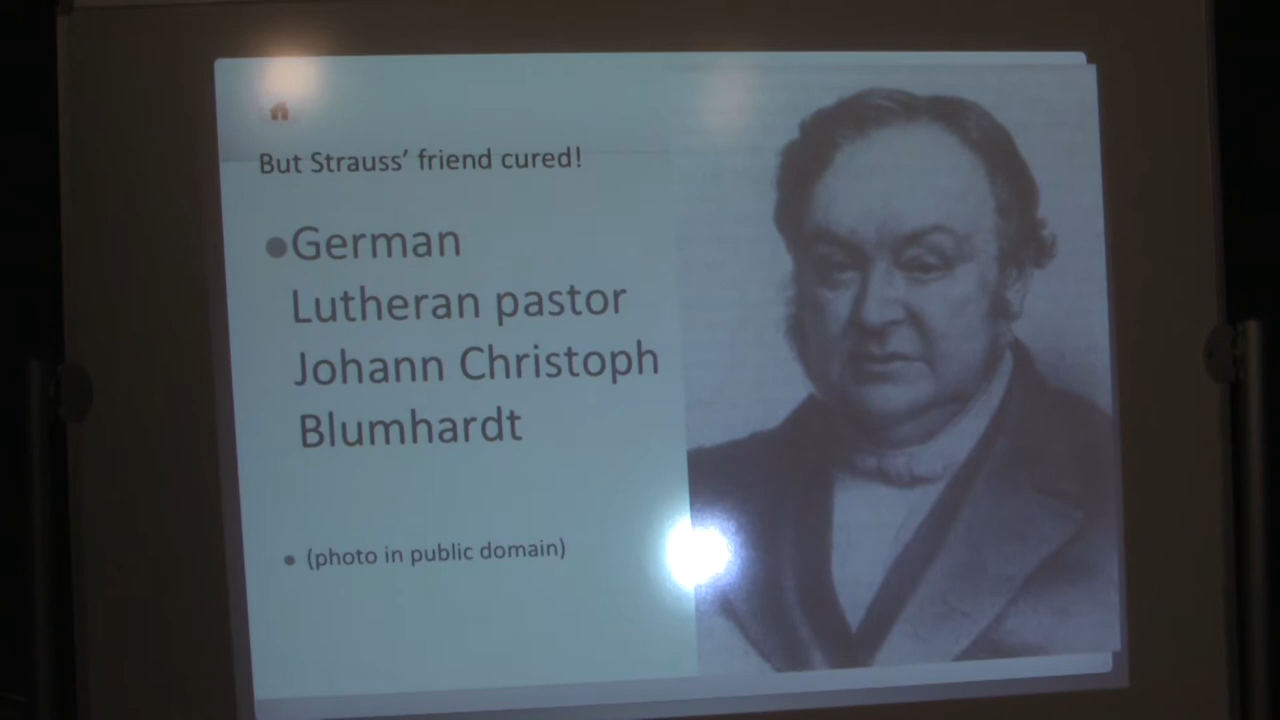 But Strauss’ friend cured!
German
Lutheran pastor
Johann Christoph
Blumhardt
(photo in public domain)